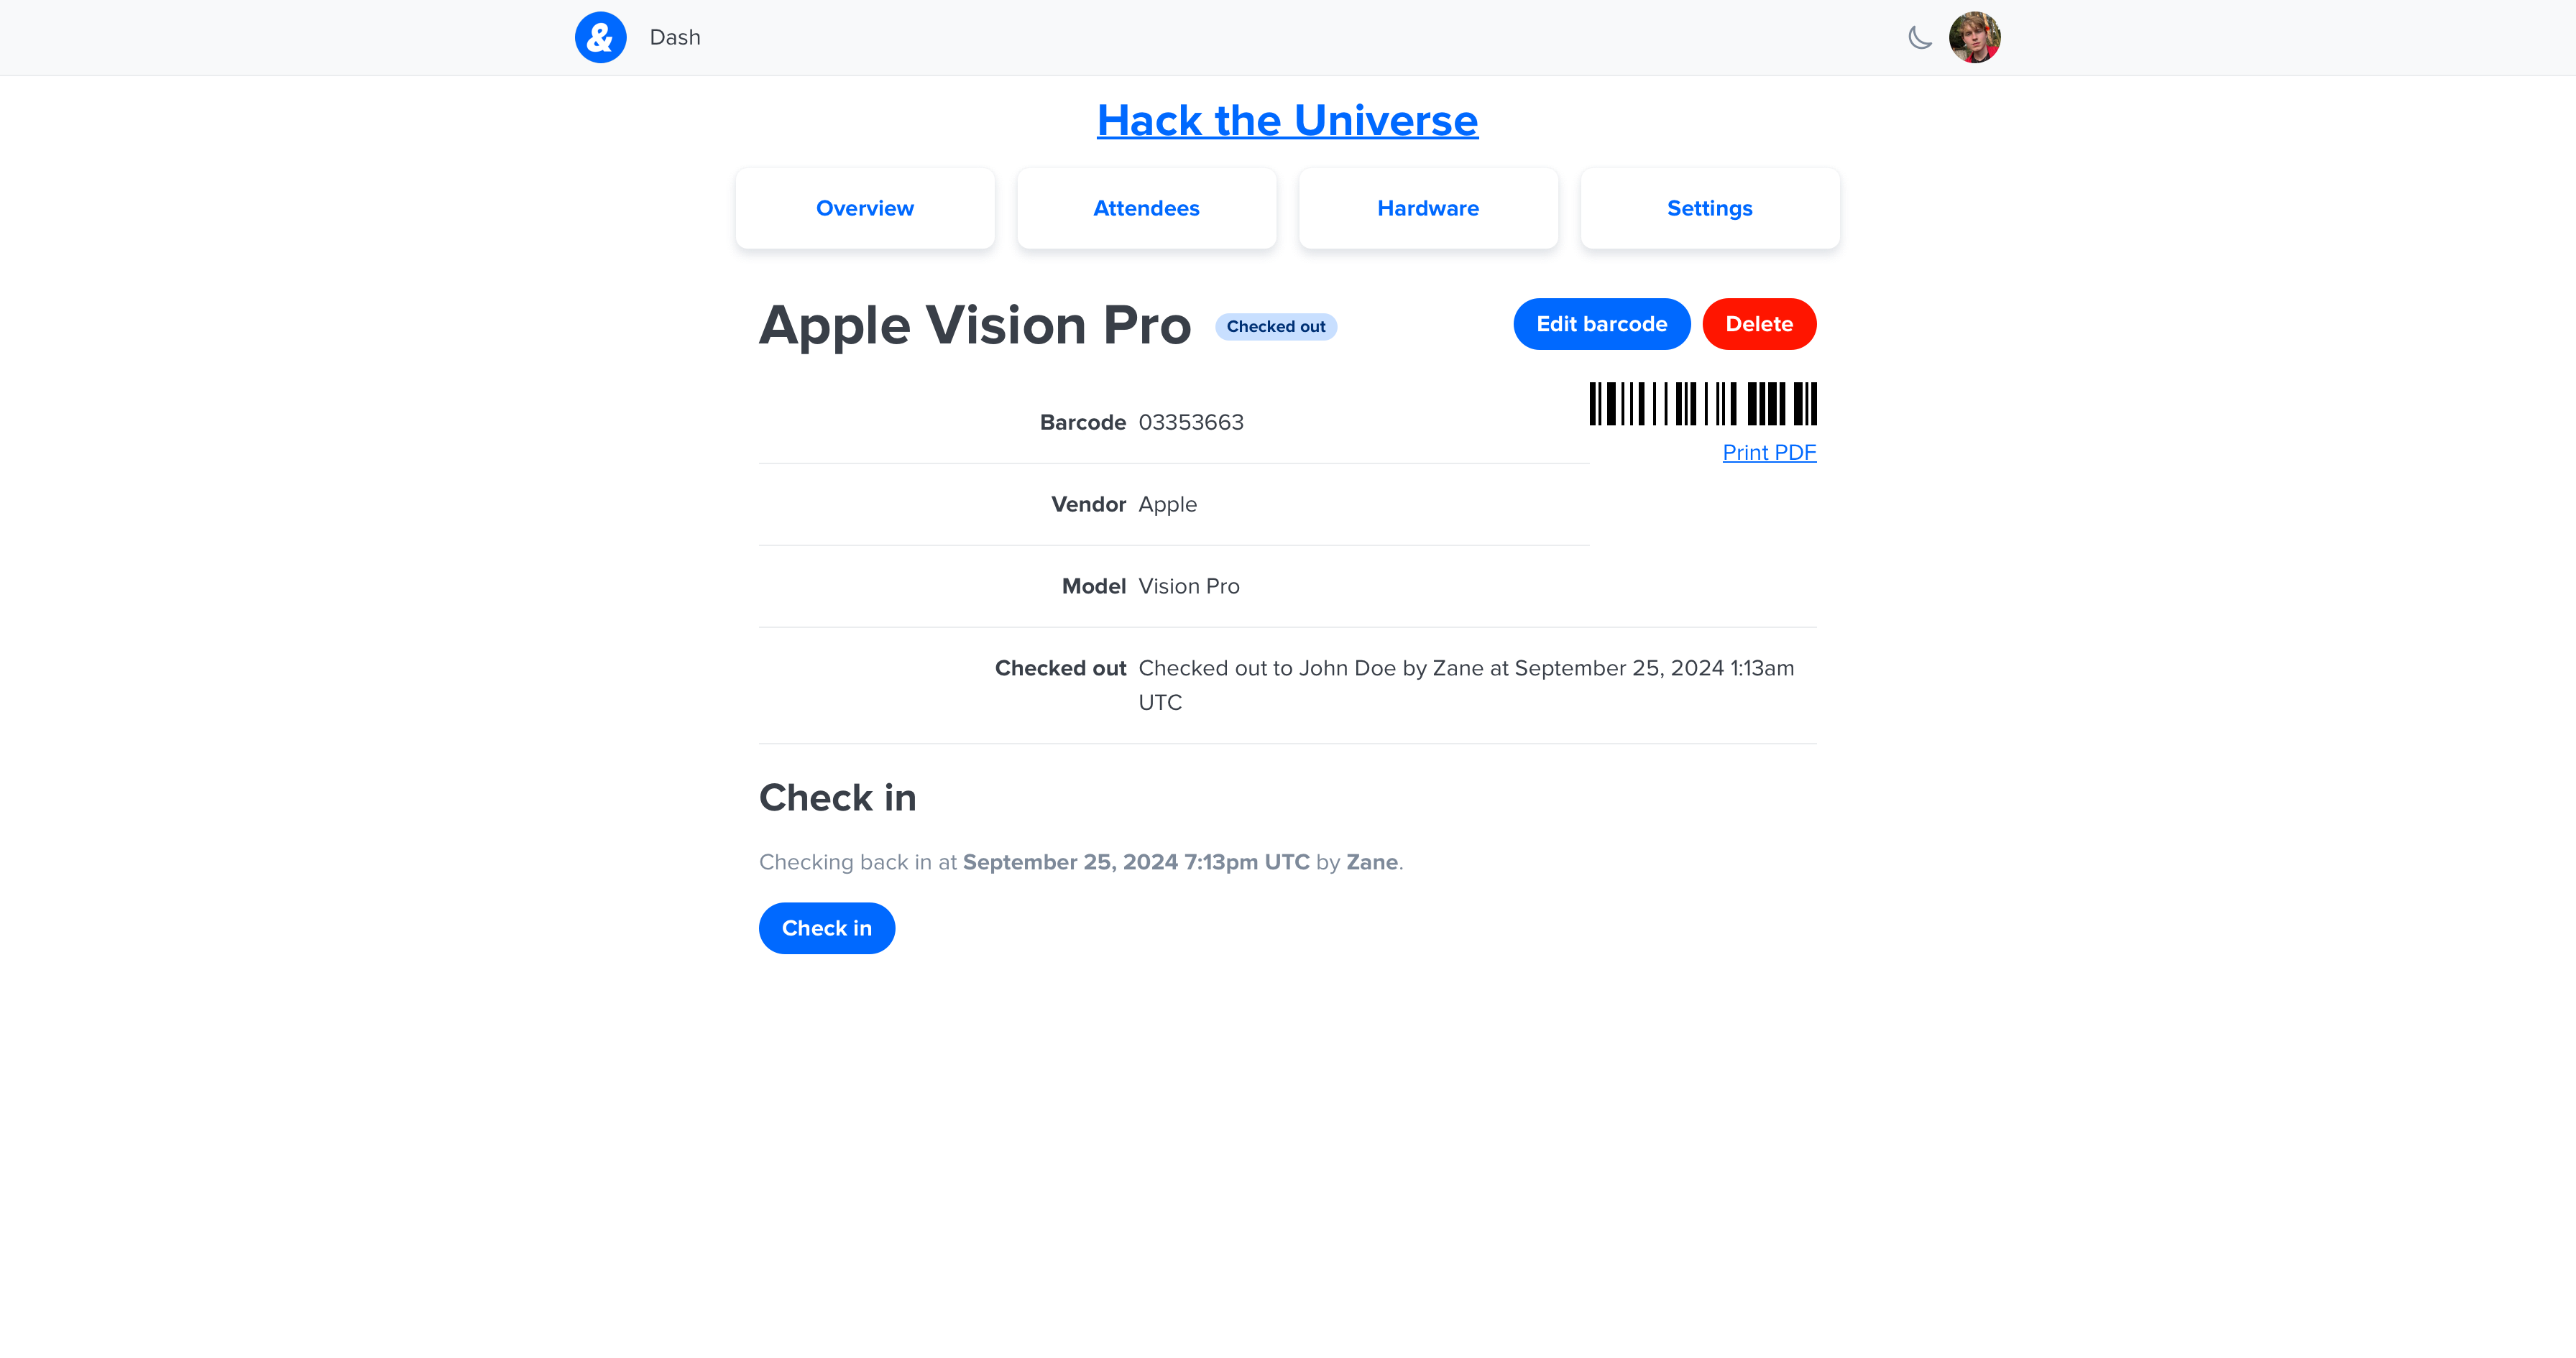 & Dash
Hack the Universe
Overview Attendees Hardware Settings
Apple Vision Pro Checked out Edit barcode Delete
Barcode 03353663
Print PDF
Vendor Apple
Model Vision Pro
Checked out Checked out to John Doe by Zane at September 25, 2024 1:13am
UTC
Check in
Checking back in at September 25, 2024 7:13pm UTC by Zane.
Check in